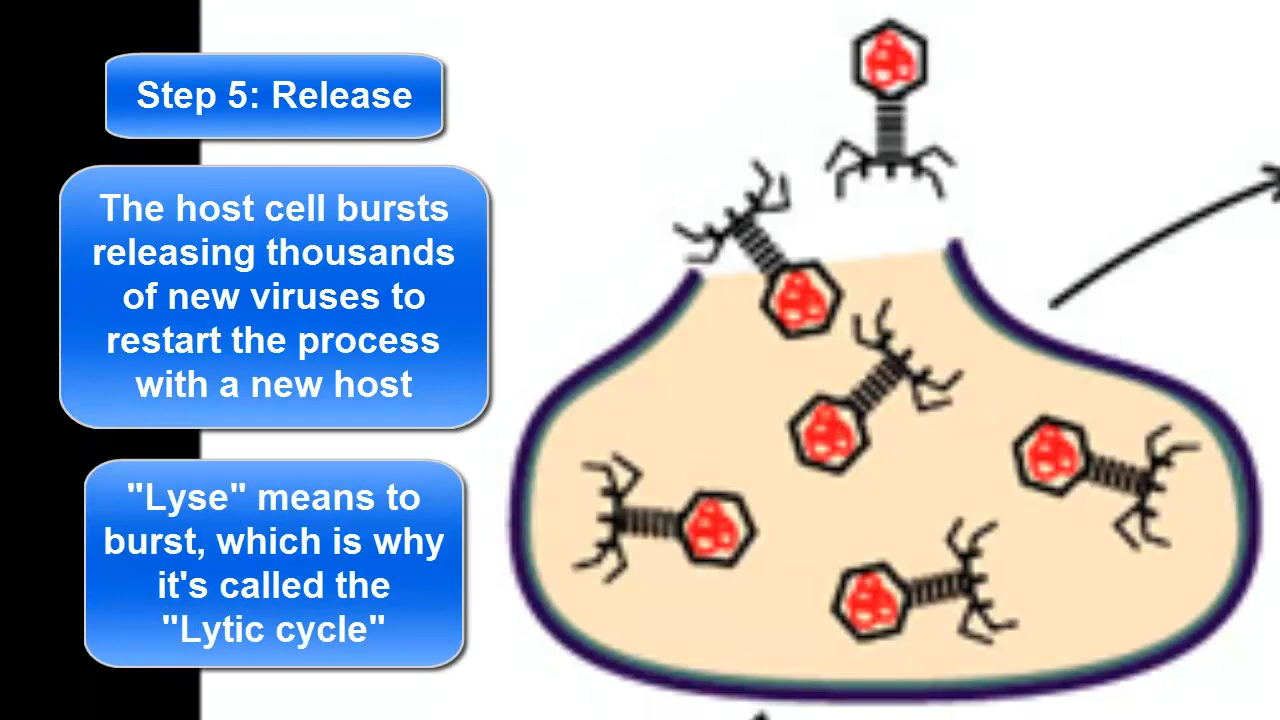 Step 5: Release
The host cell bursts
releasing thousands
of new viruses to
restart the process
with a new host
"Lyse" means to
burst, which is why
it's called the
"Lytic cycle"